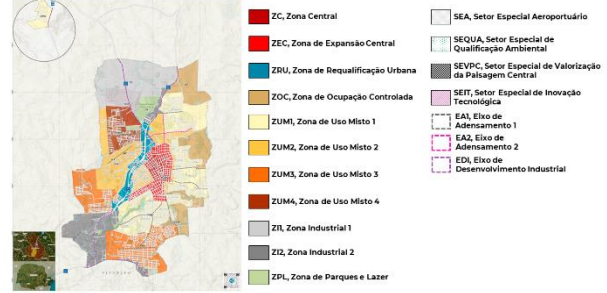 ZC, Zona Central
ZEC, Zona de Expansão Central
ZRU, Zona de Requalificação Urbana
ZOC, Zona de Ocupação Controlada
ZUM1, Zona de Uso Misto 1
ZUM2, Zona de Uso Misto 2
ZUM3, Zona de Uso Misto 3
ZUM4, Zona de Uso Misto 4
ZI1, Zona Industrial 1
ZI2, Zona Industrial 2
ZPL, Zona de Parques e Lazer
SEA, Setor Especial Aeroportuário
SEQUA, Setor Especial de
Qualificação Ambiental
SEVPC, Setor Especial de Valorização
da Paisagem Central
SEIT, Setor Especial de Inovação
Tecnológica
EA1, Eixo de
Adensamento 1
EA2, Eixo de
Adensamento 2
EDI, Eixo de
Desenvolvimento Industrial